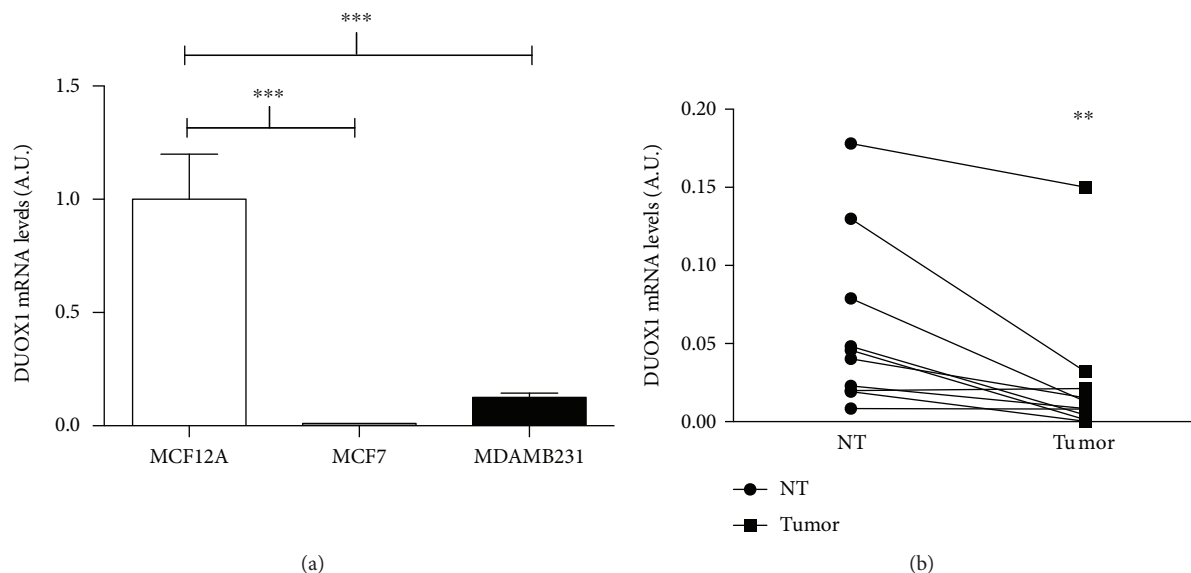 ***
***
1.5
1.0
0.5
0.0
DUOX1 mRNA levels (A.U.)
MCF12A MCF7 MDAMB231
(a)
**
0.20
0.15
0.10
0.05
0.00
DUOX1 mRNA levels (A.U.)
NT Tumor
NT
Tumor
(b)